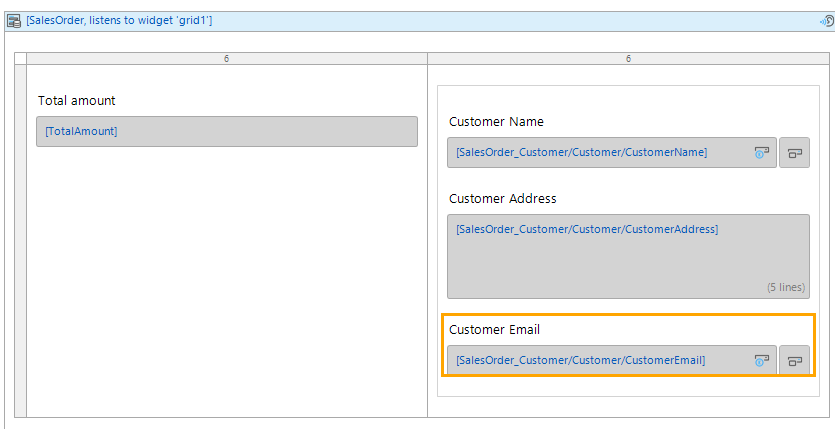 [SalesOrder, listens to widget 'grid1']
6
6
Total amount
[TotalAmount]
Customer Name
[SalesOrder_Customer/Customer/CustomerName]
Customer Address
[SalesOrder_Customer/Customer/CustomerAddress]
(5 lines)
Customer Email
[SalesOrder_Customer/Customer/CustomerEmail]